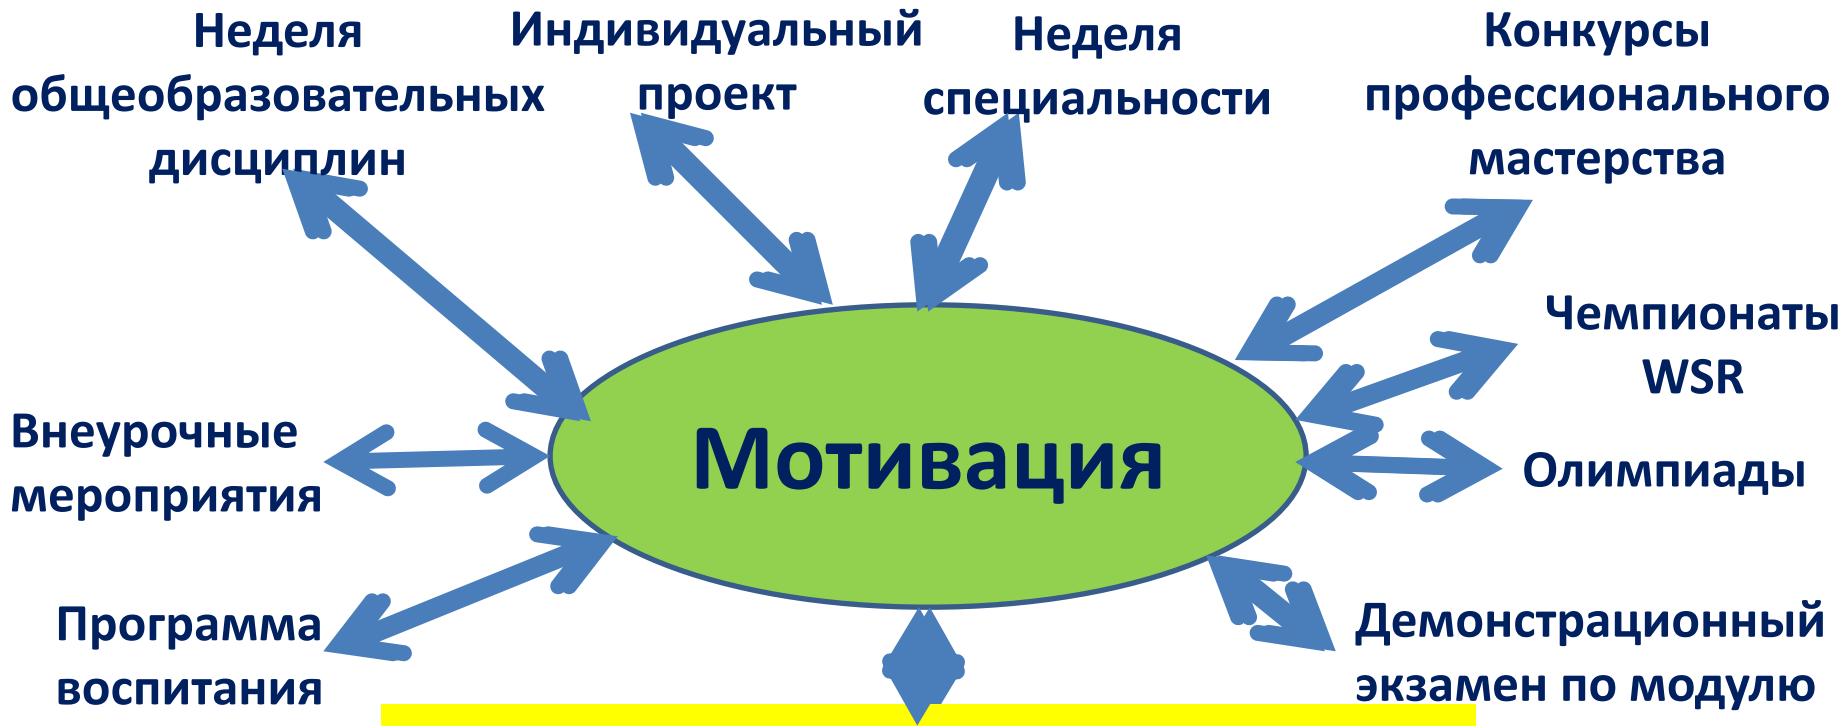 Неделя
общеобразовательных
дисциплин
Индивидуальный
проект
Неделя
специальности
Конкурсы
профессионального
мастерства
Чемпионаты
WSR
Внеурочные
мероприятия
Мотивация
Олимпиады
Программа
воспитания
Демонстрационный
экзамен по модулю